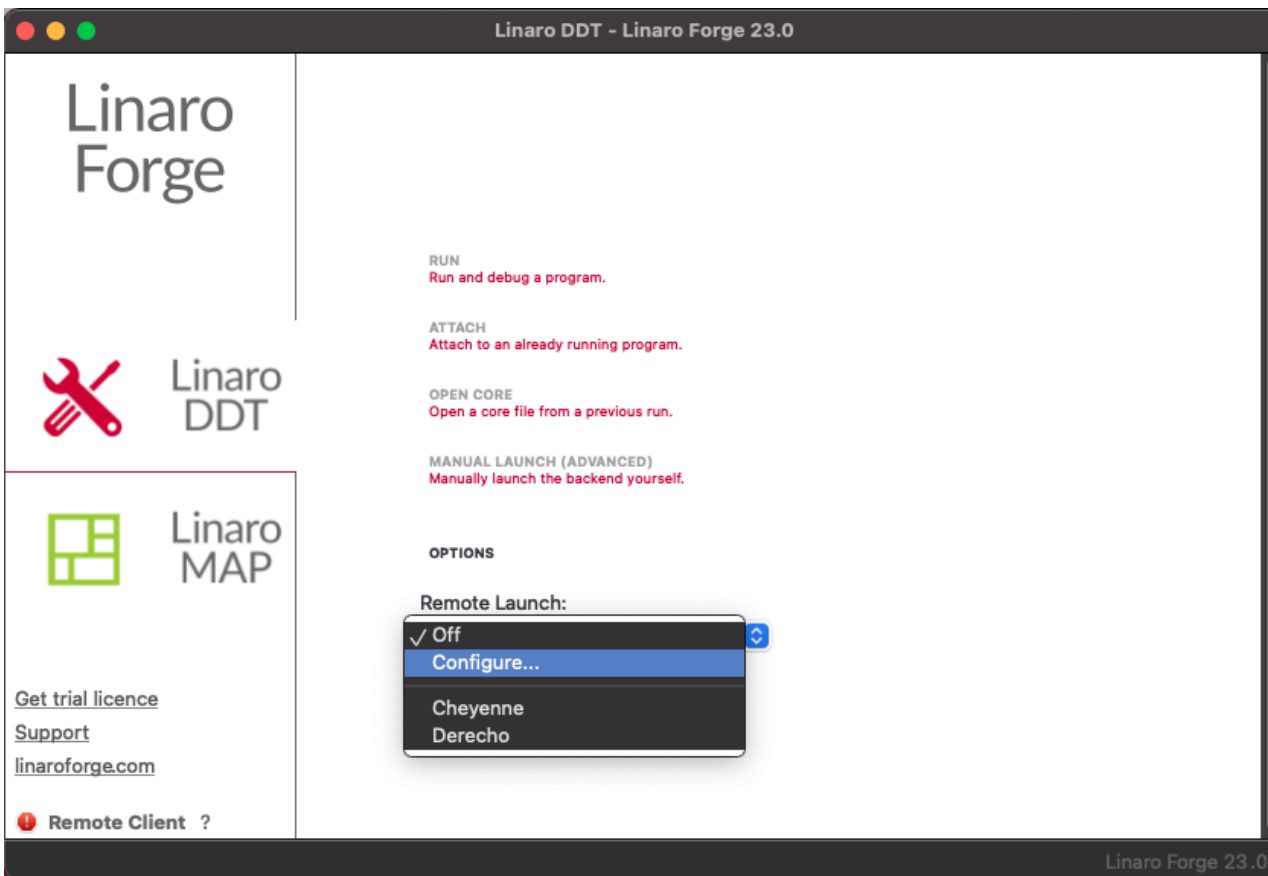 Linaro DDT - Linaro Forge 23.0
Linaro
Forge
Linaro
DDT
Linaro
MAP
Get trial licence
Support
linaroforge.com
Remote Client ?
RUN
Run and debug a program.
ATTACH
Attach to an already running program.
OPEN CORE
Open a core file from a previous run.
MANUAL LAUNCH (ADVANCED)
Manually launch the backend yourself.
OPTIONS
Remote Launch:
✓ Off
Configure...
Cheyenne
Derecho
Linaro Forge 23.0